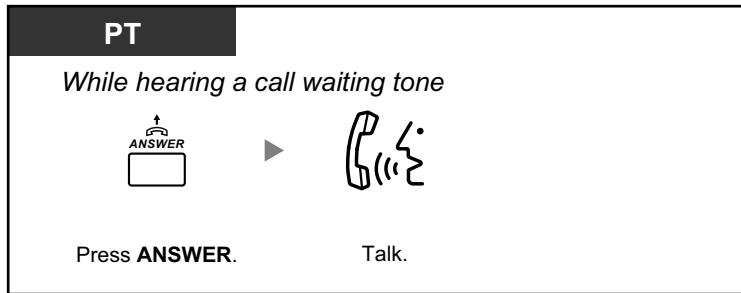 PT
While hearing a call waiting tone
ANSWER
Press ANSWER.
Talk.